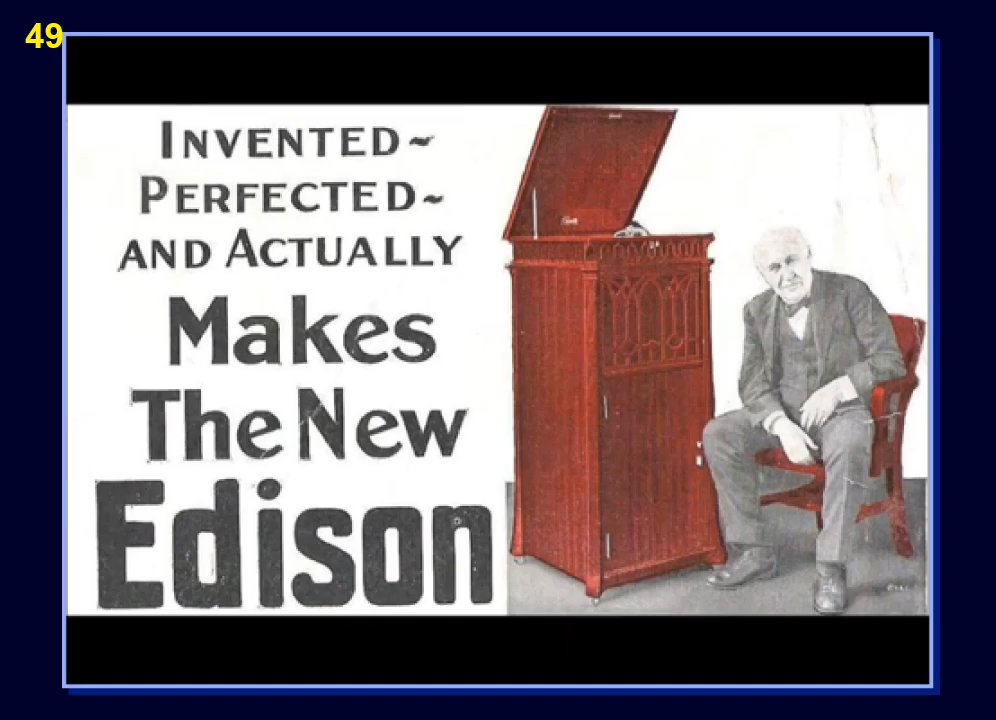 49
INVENTED~
PERFECTED~
AND ACTUALLY
Makes
The New
Edison